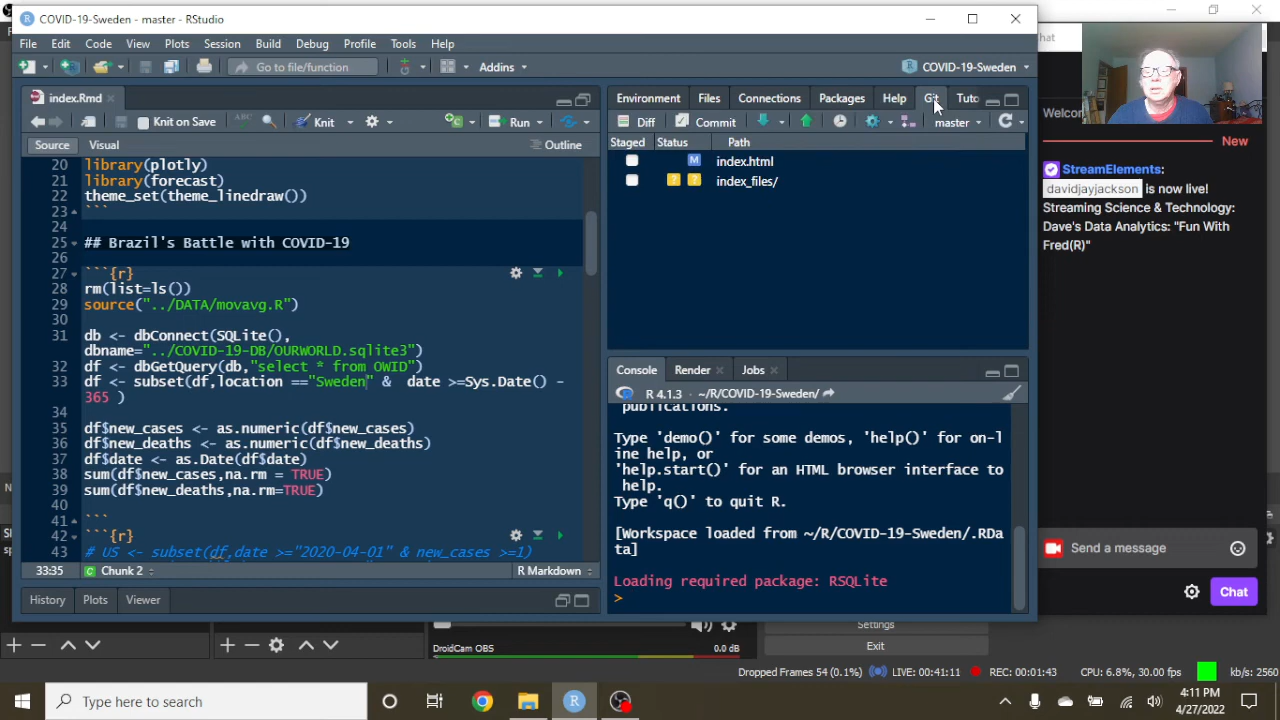 COVID-19-Sweden - master - RStudio
File Edit Code View Plots Session Build Debug Profile Tools Help
Go to file/function
Addins
COVID-19-Sweden
index.Rmd
Knit on Save
Knit
Run
Source Visual
Outline
20 library(plotly)
21 library(forecast)
22 theme_set(theme_linedraw())
23 ```
24
25 ## Brazil's Battle with COVID-19
26
27 ```{r}
28 rm(list=ls())
29 source("../DATA/movavg.R")
30
31 db <- dbConnect(SQLite(),
dbname="../COVID-19-DB/OURWORLD.sqlite3")
32 df <- dbGetQuery(db,"select * from OWID")
33 df <- subset(df,location =="Sweden" & date >=Sys.Date() -
365 )
34
35 df$new_cases <- as.numeric(df$new_cases)
36 df$new_deaths <- as.numeric(df$new_deaths)
37 df$date <- as.Date(df$date)
38 sum(df$new_cases,na.rm = TRUE)
39 sum(df$new_deaths,na.rm=TRUE)
40
41 ```
42 ```{r}
43 # US <- subset(df,date >="2020-04-01" & new_cases >=1)
33:35
Chunk 2
R Markdown
History Plots Viewer
Environment Files Connections Packages Help Git Tuto
Diff Commit master
Staged Status Path
M index.html
? ? index_files/
Console Render Jobs
R 4.1.3 · ~/R/COVID-19-Sweden/
publications.
Type 'demo()' for some demos, 'help()' for on-l
ine help, or
'help.start()' for an HTML browser interface to
help.
Type 'q()' to quit R.
[Workspace loaded from ~/R/COVID-19-Sweden/.RDa
ta]
Loading required package: RSQLite
>
hat
Welcom
New
StreamElements:
davidjayjackson is now live!
Streaming Science & Technology:
Dave's Data Analytics: "Fun With
Fred(R)"
Send a message
Chat
DroidCam OBS
0.0 dB
Settings
Exit
Dropped Frames 54 (0.1%)
LIVE: 00:41:11
REC: 00:01:43
CPU: 6.8%, 30.00 fps
kb/s: 2560
Type here to search
4:11 PM
4/27/2022